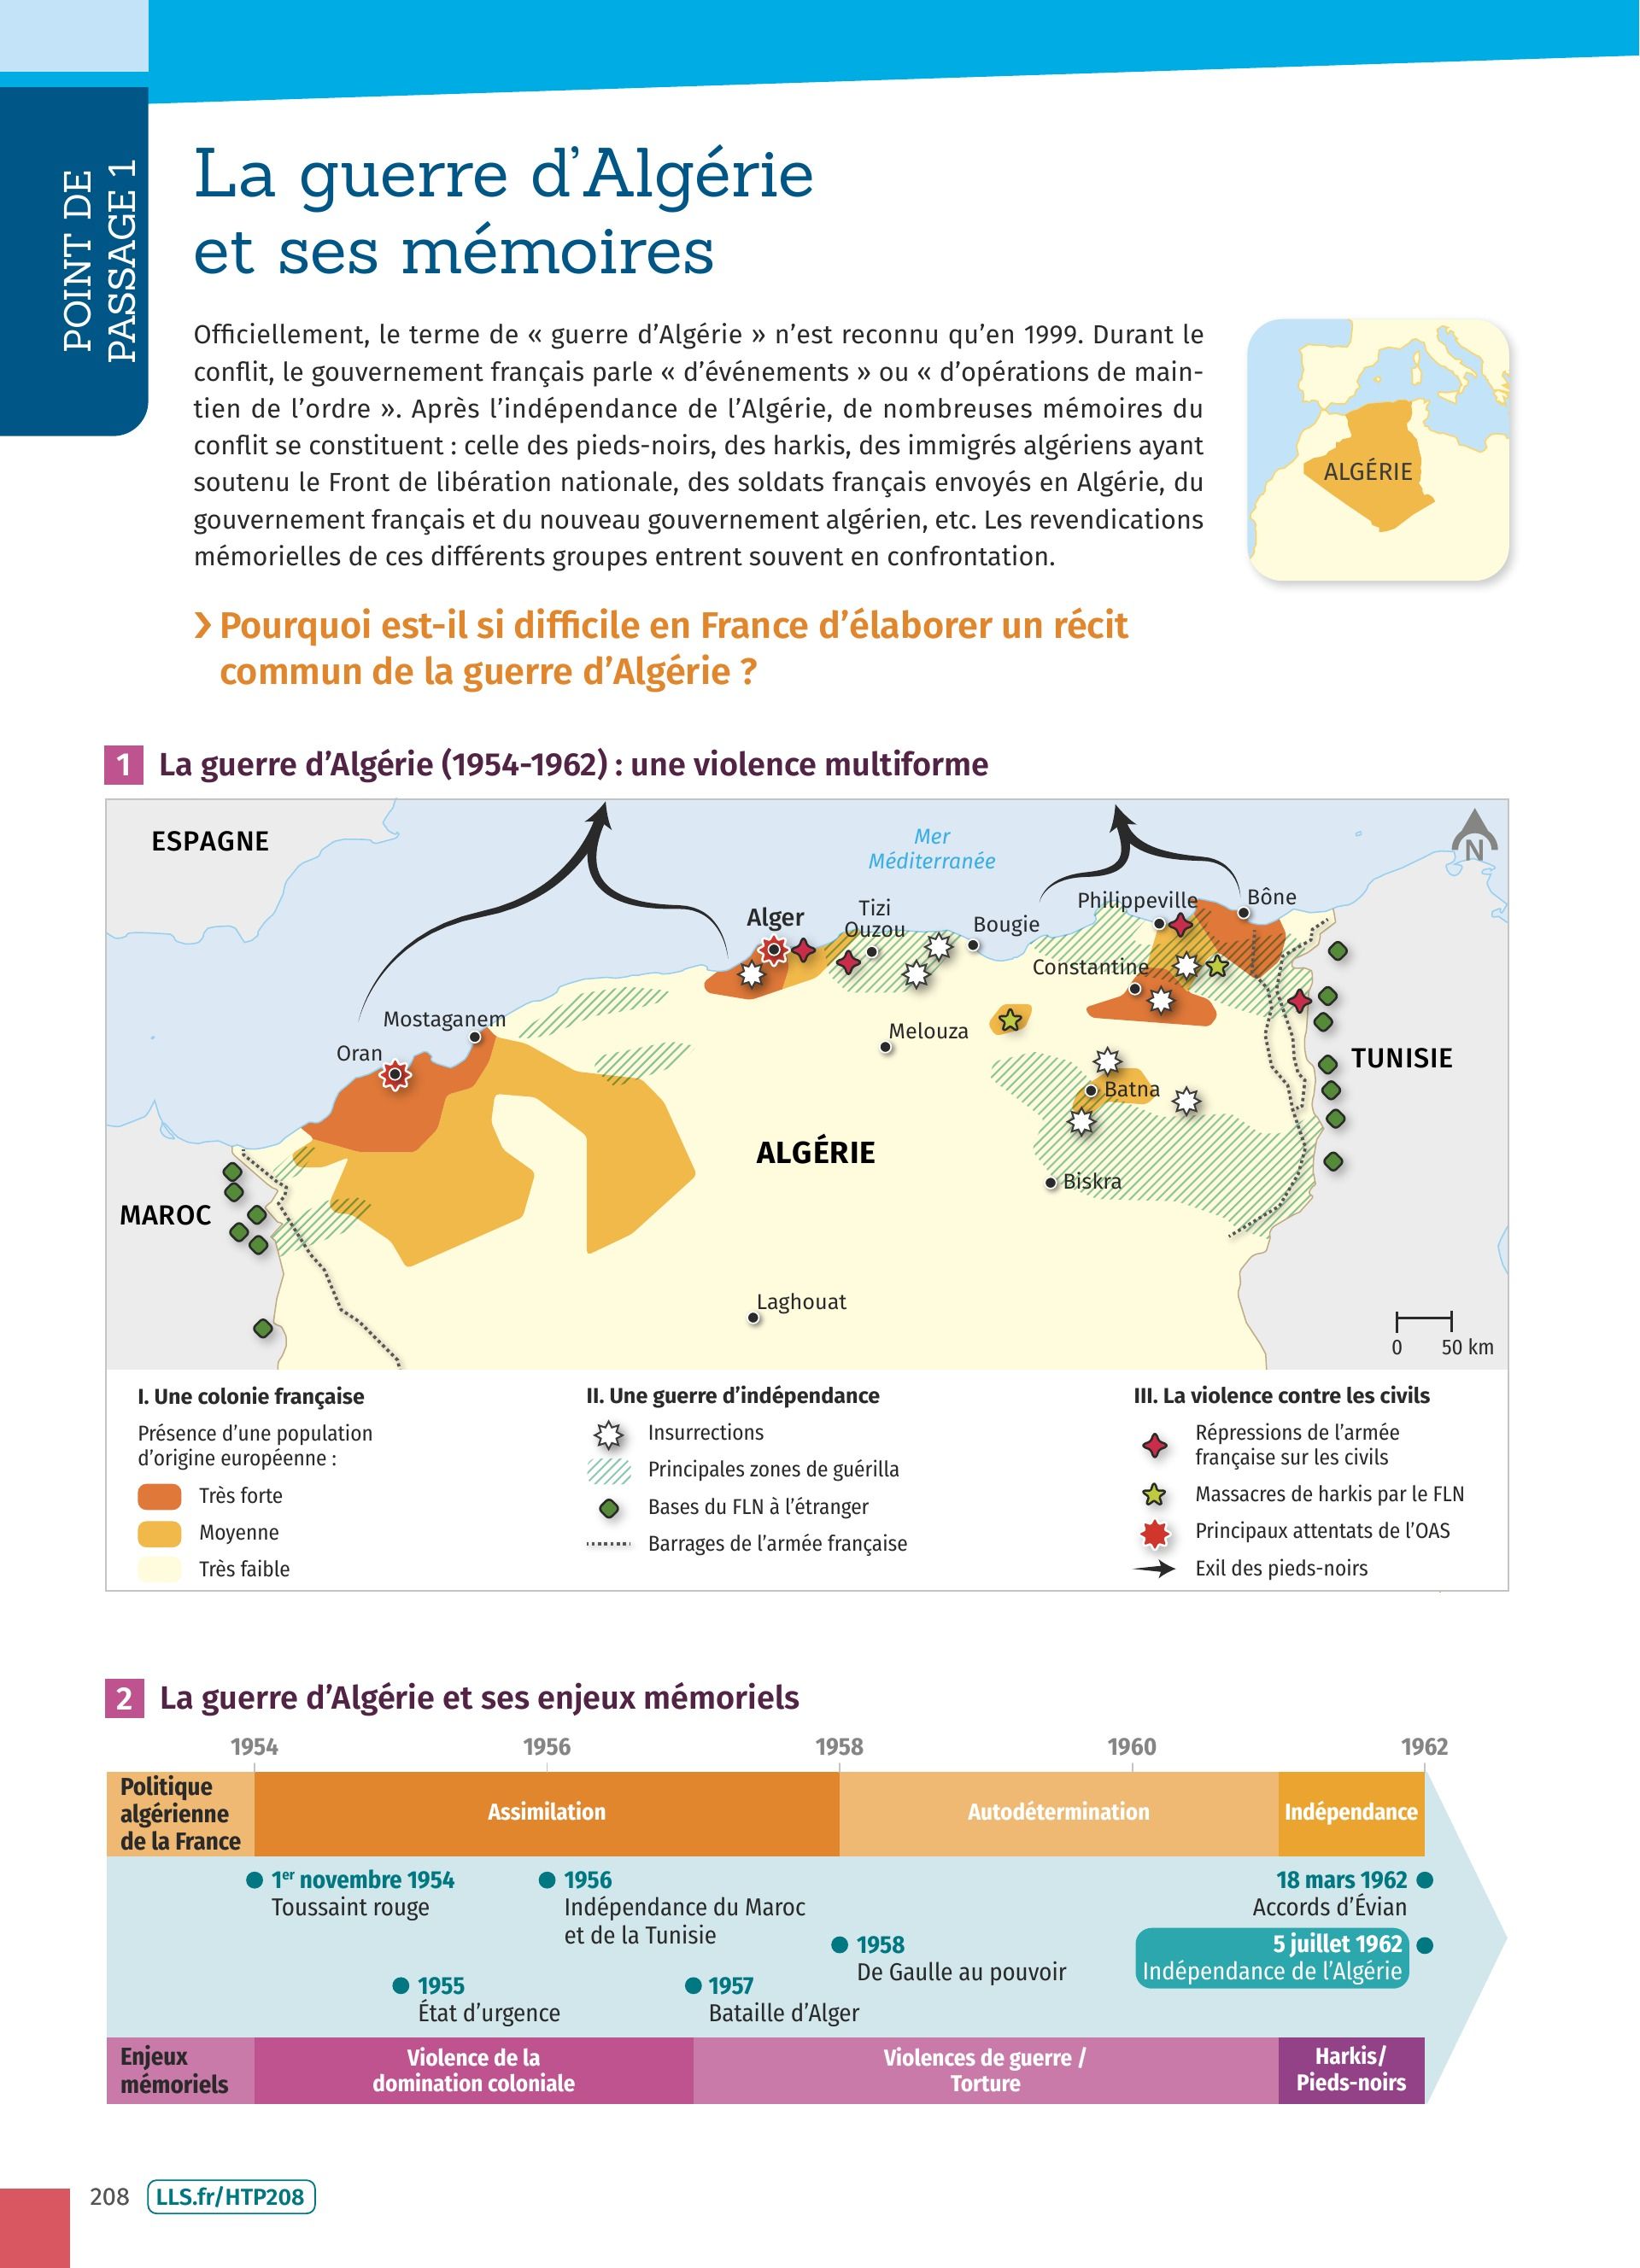 POINT DE
PASSAGE 1
La guerre d'Algérie
et ses mémoires
Officiellement, le terme de « guerre d'Algérie » n'est reconnu qu'en 1999. Durant le
conflit, le gouvernement français parle « d'événements » ou « d'opérations de main-
tien de l'ordre ». Après l'indépendance de l'Algérie, de nombreuses mémoires du
conflit se constituent : celle des pieds-noirs, des harkis, des immigrés algériens ayant
soutenu le Front de libération nationale, des soldats français envoyés en Algérie, du
gouvernement français et du nouveau gouvernement algérien, etc. Les revendications
mémorielles de ces différents groupes entrent souvent en confrontation.
ALGÉRIE
› Pourquoi est-il si difficile en France d'élaborer un récit
commun de la guerre d'Algérie ?
1 La guerre d'Algérie (1954-1962) : une violence multiforme
ESPAGNE
Mer
Méditerranée
N
Alger
Tizi
Ouzou
Bougie
Philippeville
Bône
Constantine
Mostaganem
Oran
Melouza
TUNISIE
Batna
ALGÉRIE
Biskra
MAROC
Laghouat
0 50 km
I. Une colonie française
Présence d'une population
d'origine européenne :
Très forte
Moyenne
Très faible
II. Une guerre d'indépendance
Insurrections
Principales zones de guérilla
Bases du FLN à l'étranger
Barrages de l'armée française
III. La violence contre les civils
Répressions de l'armée
française sur les civils
Massacres de harkis par le FLN
Principaux attentats de l'OAS
Exil des pieds-noirs
2 La guerre d'Algérie et ses enjeux mémoriels
1954 1956 1958 1960 1962
Politique
algérienne
de la France
Assimilation
Autodétermination
Indépendance
1er novembre 1954
Toussaint rouge
1956
Indépendance du Maroc
et de la Tunisie
18 mars 1962
Accords d'Évian
1958
De Gaulle au pouvoir
5 juillet 1962
Indépendance de l'Algérie
1955
État d'urgence
1957
Bataille d'Alger
Enjeux
mémoriels
Violence de la
domination coloniale
Violences de guerre /
Torture
Harkis/
Pieds-noirs
208 LLS.fr/HTP208